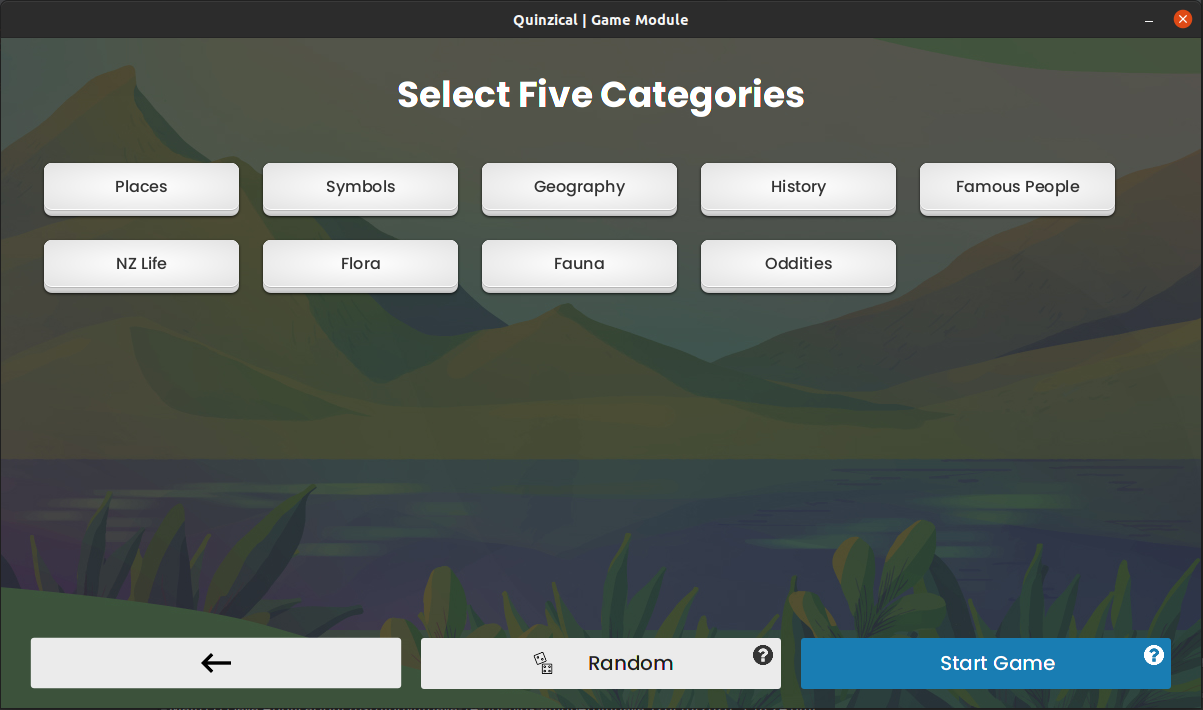 Quinzical | Game Module
Select Five Categories
Places Symbols Geography History Famous People
NZ Life Flora Fauna Oddities
Random ? Start Game ?